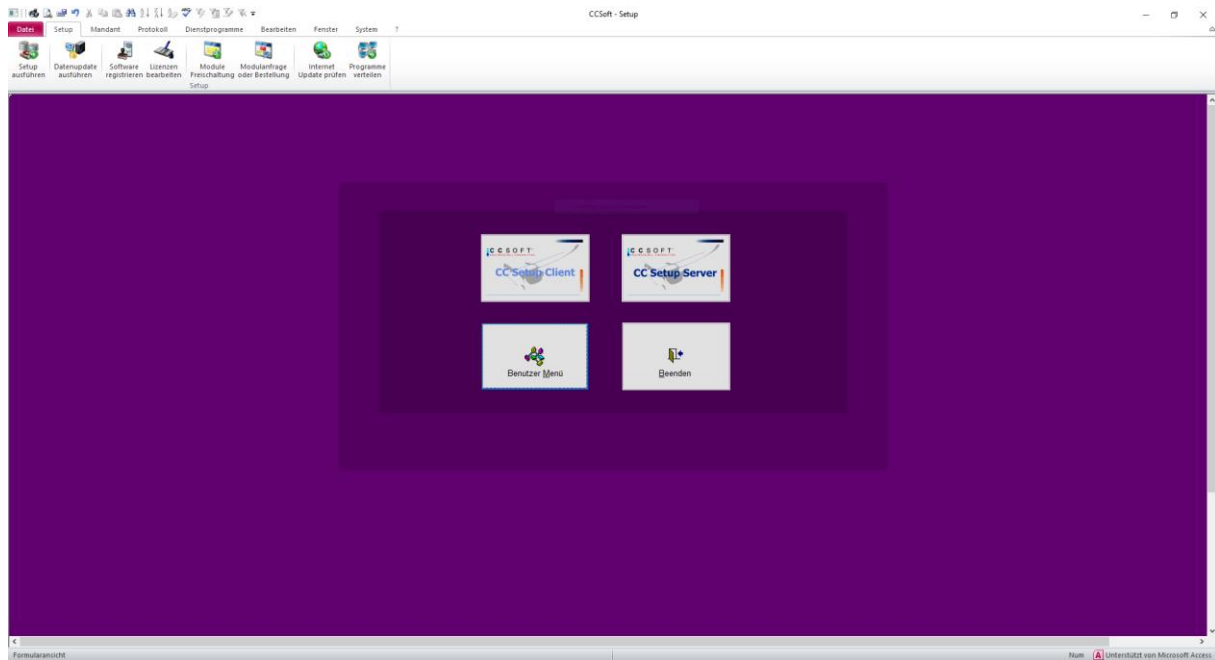 CCSoft - Setup
Datei Setup Mandant Protokoll Dienstprogramme Bearbeiten Fenster System ?
Setup ausführen
Datenupdate ausführen
Software registrieren
Lizenzen bearbeiten
Module Freischaltung
Modulanfrage oder Bestellung
Internet Update prüfen
Programme verteilen
Setup
CCSOFT
CC Setup Client
CCSOFT
CC Setup Server
Benutzer Menü
Beenden
Formularansicht
Num
A Unterstützt von Microsoft Access